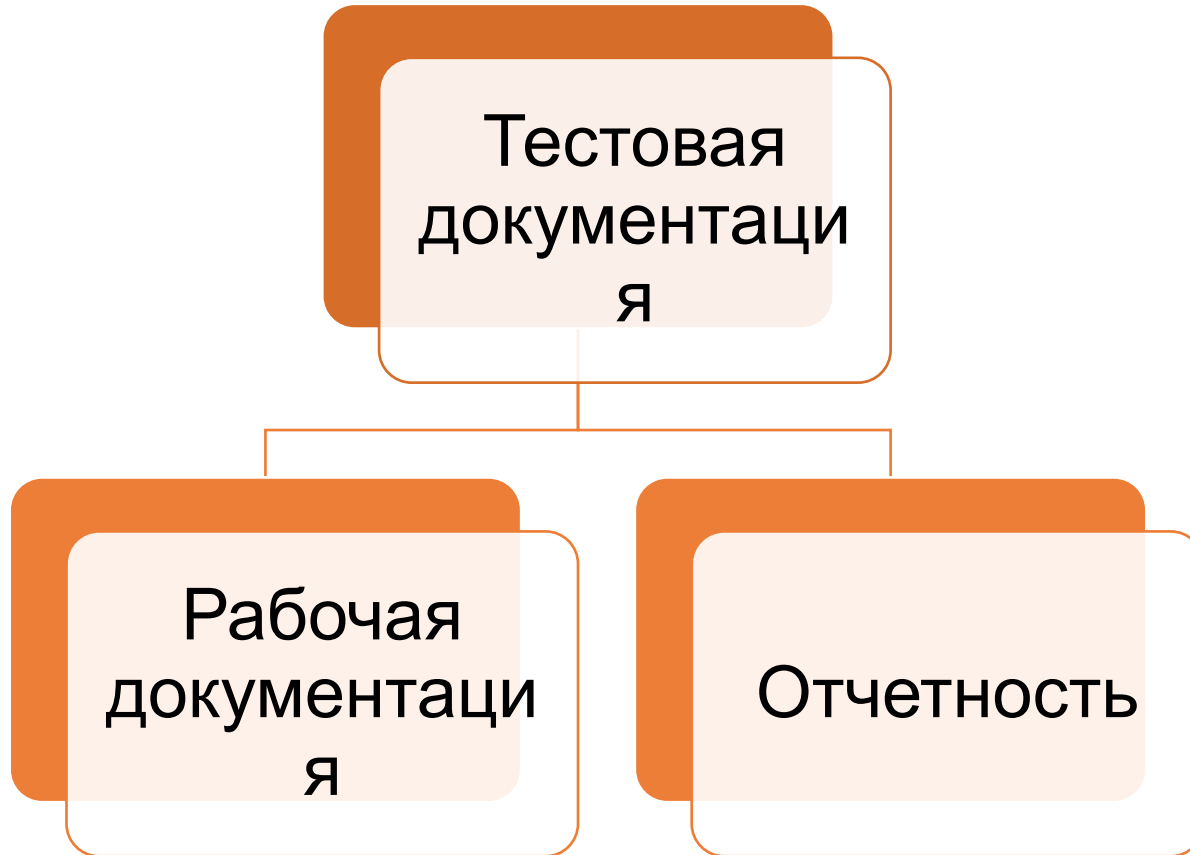 Тестовая
документаци
я
Рабочая
документаци
я
Отчетность